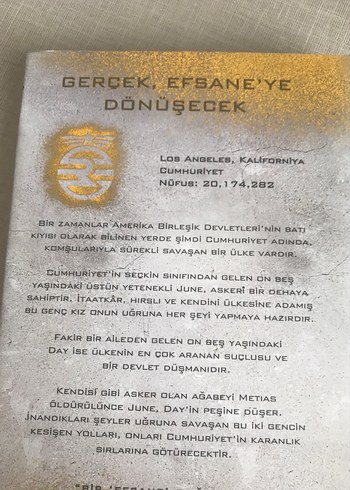 GERÇEK, EFSANE'YE
DÖNÜŞECEK
LOS ANGELES, KALİFORNİYA
CUMHURİYET
NÜFUS: 20,174,282
BİR ZAMANLAR AMERİKA BİRLEŞİK DEVLETLERİ'NİN BATI
KIYISI OLARAK BİLİNEN YERDE ŞİMDİ CUMHURİYET ADINDA,
KOMŞULARIYLA SÜREKLİ SAVAŞAN BİR ÜLKE VARDIR.
CUMHURİYET'İN SEÇKİN SINIFINDAN GELEN ON BEŞ
YAŞINDAKİ ÜSTÜN YETENEKLİ JUNE, ASKERİ BİR DEHAYA
SAHİPTİR. İTAATKÂR, HIRSLI VE KENDİNİ ÜLKESİNE ADAMIŞ
BU GENÇ KIZ ONUN UĞRUNA HER ŞEYİ YAPMAYA HAZIRDIR.
FAKİR BİR AİLEDEN GELEN ON BEŞ YAŞINDAKİ
DAY İSE ÜLKENİN EN ÇOK ARANAN SUÇLUSU VE
BİR DEVLET DÜŞMANIDIR.
KENDİSİ GİBİ ASKER OLAN AĞABEYİ METIAS
ÖLDÜRÜLÜNCE JUNE, DAY'İN PEŞİNE DÜŞER.
İNANDIKLARI ŞEYLER UĞRUNA SAVAŞAN BU İKİ GENCİN
KESİŞEN YOLLARI, ONLARI CUMHURİYET'İN KARANLIK
SIRLARINA GÖTÜRECEKTİR.